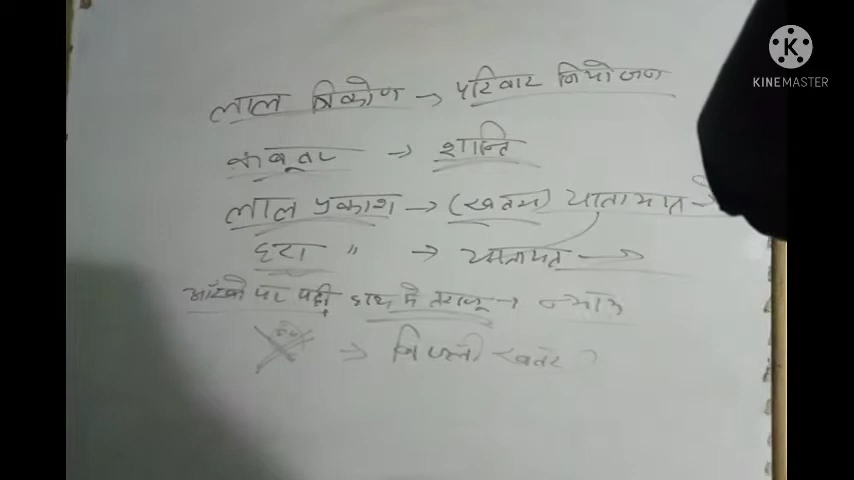 लाल त्रिकोण → परिवार नियोजन
कबूतर → शान्ति
लाल प्रकाश → (खतरा) यातायात →
हरा " → यातायात →
आँखो पर पट्टी हाथ मे तराजू → न्याय
→ बिजली खतरा
KINEMASTER